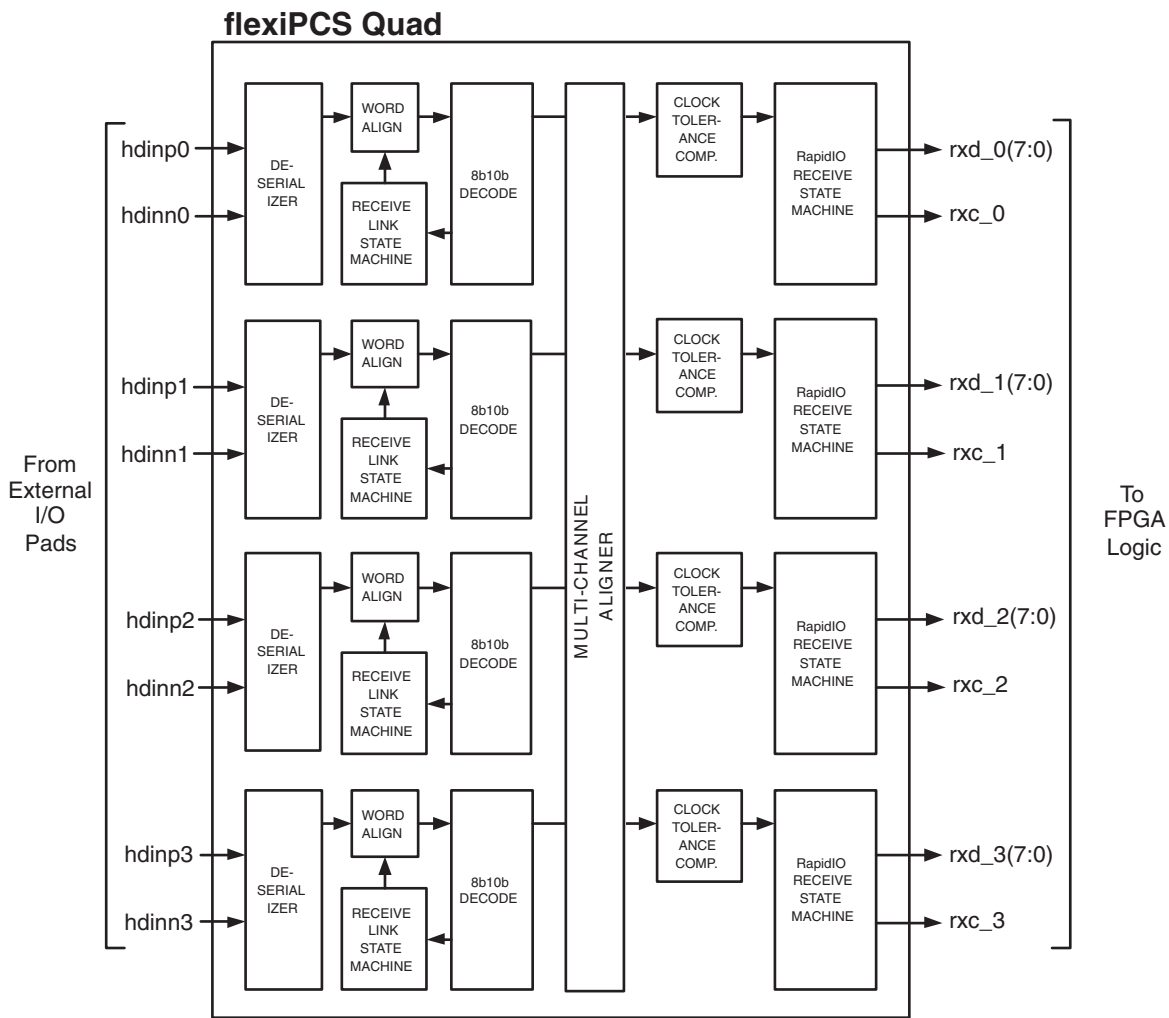 flexiPCS Quad
From
External
I/O
Pads
hdinp0
hdinn0
DE-
SERIAL
IZER
WORD
ALIGN
RECEIVE
LINK
STATE
MACHINE
8b10b
DECODE
CLOCK
TOLER-
ANCE
COMP.
RapidIO
RECEIVE
STATE
MACHINE
rxd_0(7:0)
rxc_0
hdinp1
hdinn1
DE-
SERIAL
IZER
WORD
ALIGN
RECEIVE
LINK
STATE
MACHINE
8b10b
DECODE
CLOCK
TOLER-
ANCE
COMP.
RapidIO
RECEIVE
STATE
MACHINE
rxd_1(7:0)
rxc_1
MULTI-CHANNEL
ALIGNER
hdinp2
hdinn2
DE-
SERIAL
IZER
WORD
ALIGN
RECEIVE
LINK
STATE
MACHINE
8b10b
DECODE
CLOCK
TOLER-
ANCE
COMP.
RapidIO
RECEIVE
STATE
MACHINE
rxd_2(7:0)
rxc_2
hdinp3
hdinn3
DE-
SERIAL
IZER
WORD
ALIGN
RECEIVE
LINK
STATE
MACHINE
8b10b
DECODE
CLOCK
TOLER-
ANCE
COMP.
RapidIO
RECEIVE
STATE
MACHINE
rxd_3(7:0)
rxc_3
To
FPGA
Logic